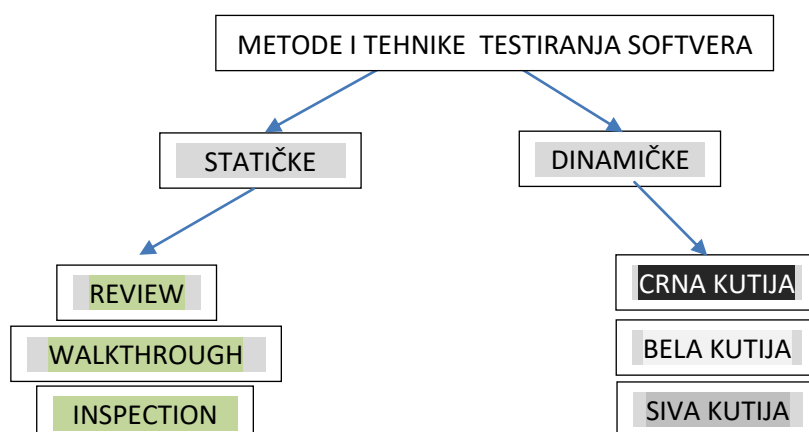 METODE I TEHNIKE TESTIRANJA SOFTVERA
STATIČKE
DINAMIČKE
REVIEW
WALKTHROUGH
INSPECTION
CRNA KUTIJA
BELA KUTIJA
SIVA KUTIJA